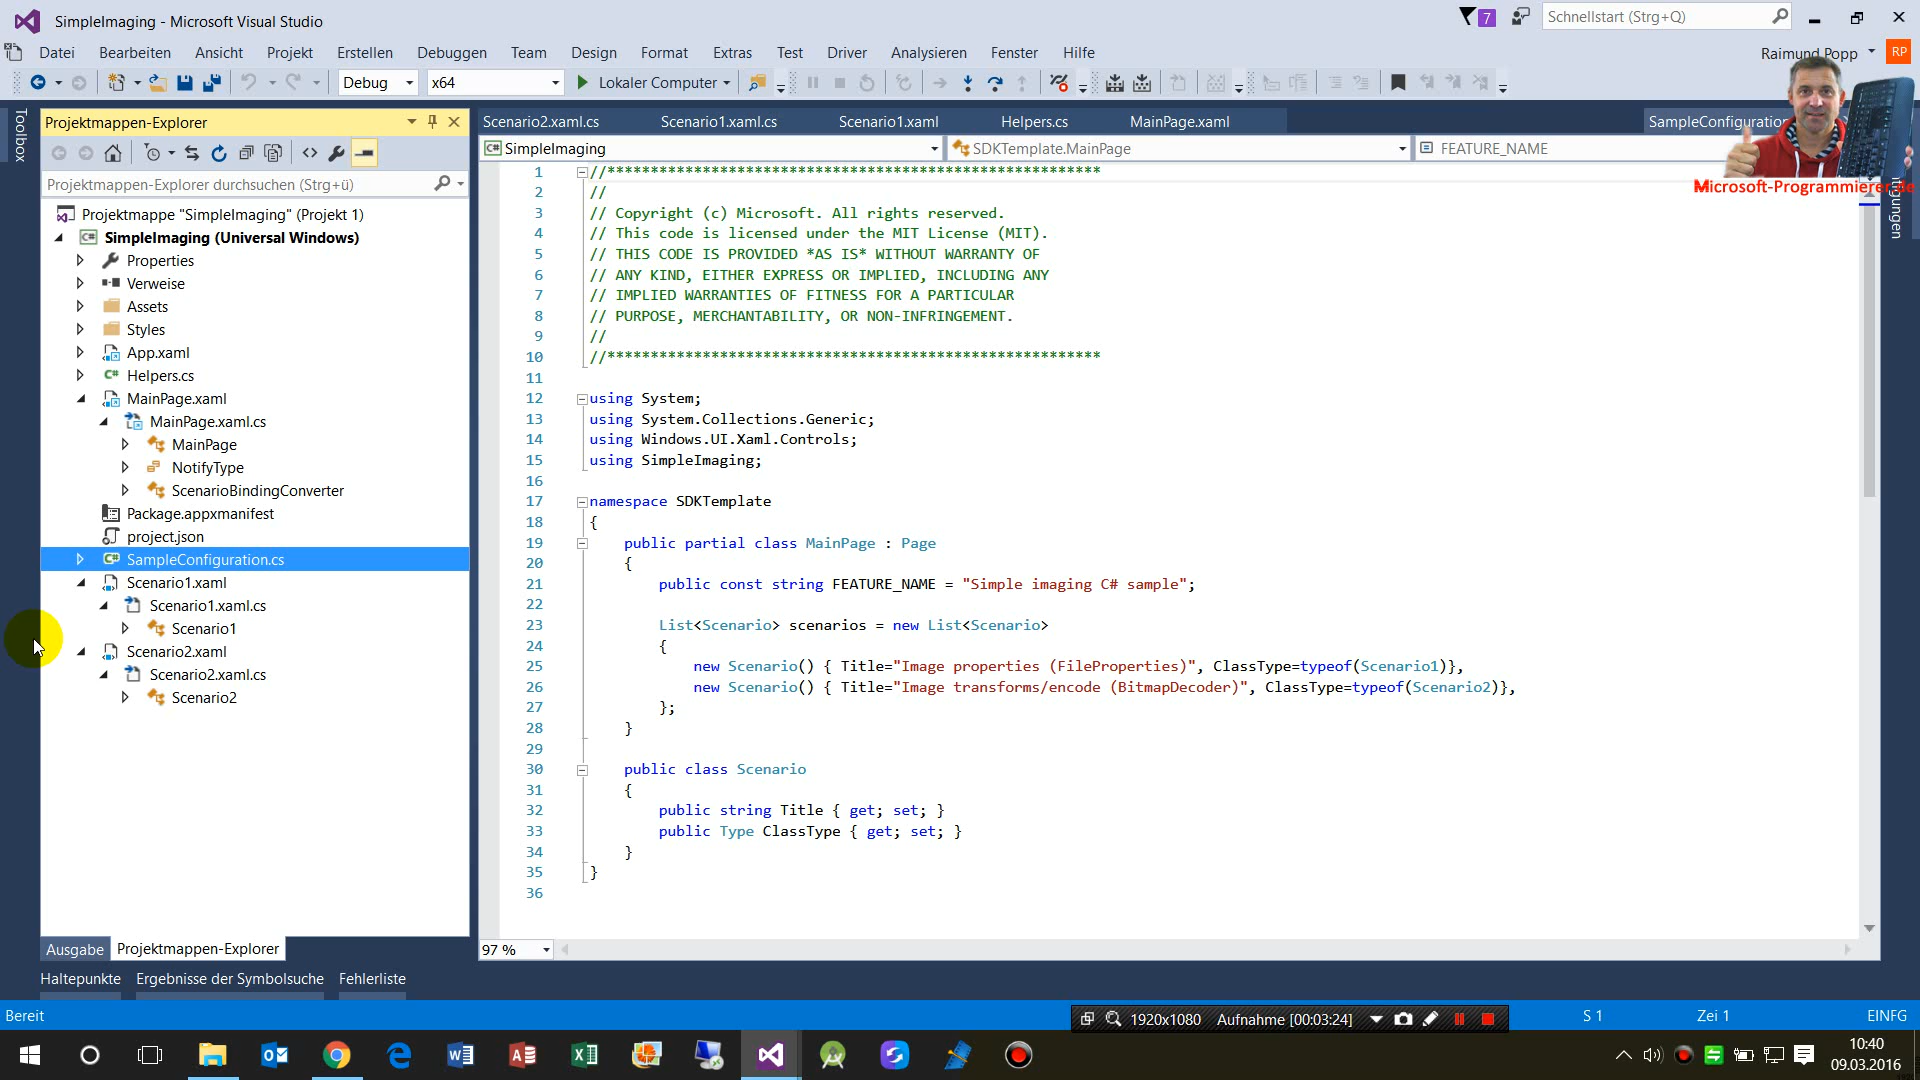 SimpleImaging - Microsoft Visual Studio
7
Schnellstart (Strg+Q)
Datei Bearbeiten Ansicht Projekt Erstellen Debuggen Team Design Format Extras Test Driver Analysieren Fenster Hilfe
Raimund Popp
RP
Debug x64 Lokaler Computer
Toolbox
Projektmappen-Explorer
Projektmappen-Explorer durchsuchen (Strg+ü)
Projektmappe "SimpleImaging" (Projekt 1)
C# SimpleImaging (Universal Windows)
Properties
Verweise
Assets
Styles
App.xaml
C# Helpers.cs
MainPage.xaml
MainPage.xaml.cs
MainPage
NotifyType
ScenarioBindingConverter
Package.appxmanifest
project.json
C# SampleConfiguration.cs
Scenario1.xaml
Scenario1.xaml.cs
Scenario1
Scenario2.xaml
Scenario2.xaml.cs
Scenario2
Ausgabe Projektmappen-Explorer
Haltepunkte Ergebnisse der Symbolsuche Fehlerliste
Scenario2.xaml.cs Scenario1.xaml.cs Scenario1.xaml Helpers.cs MainPage.xaml SampleConfiguration
C# SimpleImaging SDKTemplate.MainPage FEATURE_NAME
Microsoft-Programmierer.de
1 //*********************************************************
2 //
3 // Copyright (c) Microsoft. All rights reserved.
4 // This code is licensed under the MIT License (MIT).
5 // THIS CODE IS PROVIDED *AS IS* WITHOUT WARRANTY OF
6 // ANY KIND, EITHER EXPRESS OR IMPLIED, INCLUDING ANY
7 // IMPLIED WARRANTIES OF FITNESS FOR A PARTICULAR
8 // PURPOSE, MERCHANTABILITY, OR NON-INFRINGEMENT.
9 //
10 //*********************************************************
11
12 using System;
13 using System.Collections.Generic;
14 using Windows.UI.Xaml.Controls;
15 using SimpleImaging;
16
17 namespace SDKTemplate
18 {
19 public partial class MainPage : Page
20 {
21 public const string FEATURE_NAME = "Simple imaging C# sample";
22
23 List<Scenario> scenarios = new List<Scenario>
24 {
25 new Scenario() { Title="Image properties (FileProperties)", ClassType=typeof(Scenario1)},
26 new Scenario() { Title="Image transforms/encode (BitmapDecoder)", ClassType=typeof(Scenario2)},
27 };
28 }
29
30 public class Scenario
31 {
32 public string Title { get; set; }
33 public Type ClassType { get; set; }
34 }
35 }
36
97 %
Bereit
1920x1080 Aufnahme [00:03:24]
S 1 Zei 1 EINFG
10:40
09.03.2016